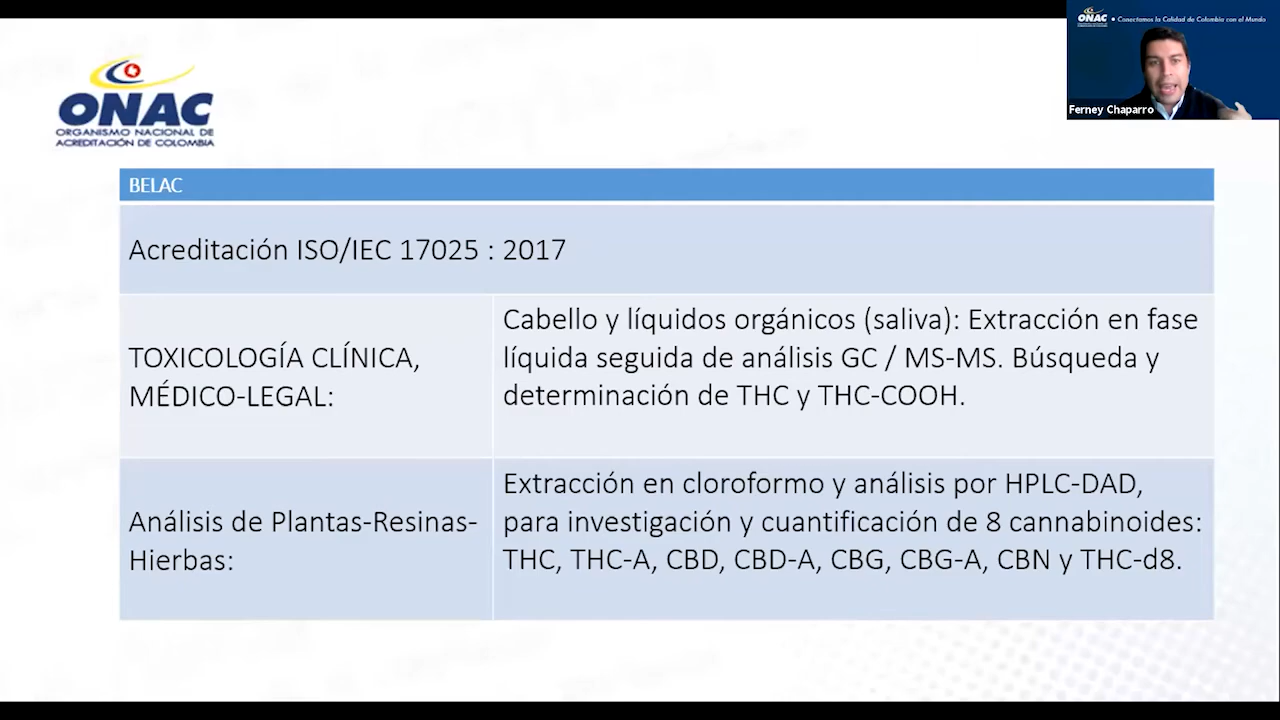 ONAC
Conectamos la Calidad de Colombia con el Mundo
Ferney Chaparro
ONAC
ORGANISMO NACIONAL DE
ACREDITACIÓN DE COLOMBIA
BELAC
Acreditación ISO/IEC 17025 : 2017
TOXICOLOGÍA CLÍNICA,
MÉDICO-LEGAL:
Cabello y líquidos orgánicos (saliva): Extracción en fase
líquida seguida de análisis GC / MS-MS. Búsqueda y
determinación de THC y THC-COOH.
Análisis de Plantas-Resinas-
Hierbas:
Extracción en cloroformo y análisis por HPLC-DAD,
para investigación y cuantificación de 8 cannabinoides:
THC, THC-A, CBD, CBD-A, CBG, CBG-A, CBN y THC-d8.